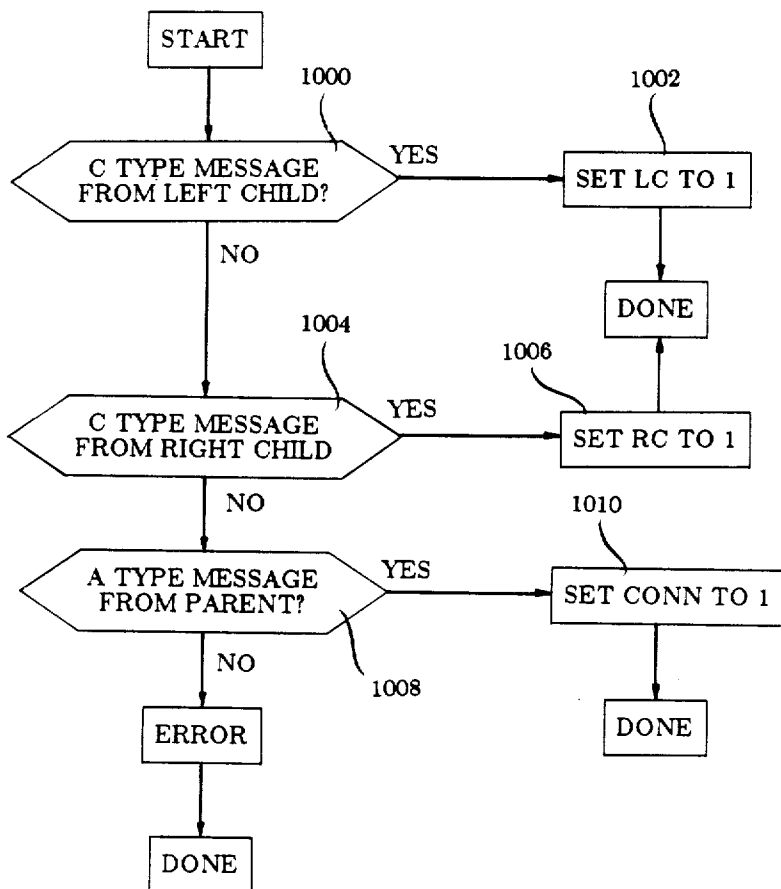 START
1000
1002
C TYPE MESSAGE
FROM LEFT CHILD?
YES
SET LC TO 1
NO
DONE
1004
1006
C TYPE MESSAGE
FROM RIGHT CHILD
YES
SET RC TO 1
NO
1010
A TYPE MESSAGE
FROM PARENT?
YES
SET CONN TO 1
NO
1008
ERROR
DONE
DONE